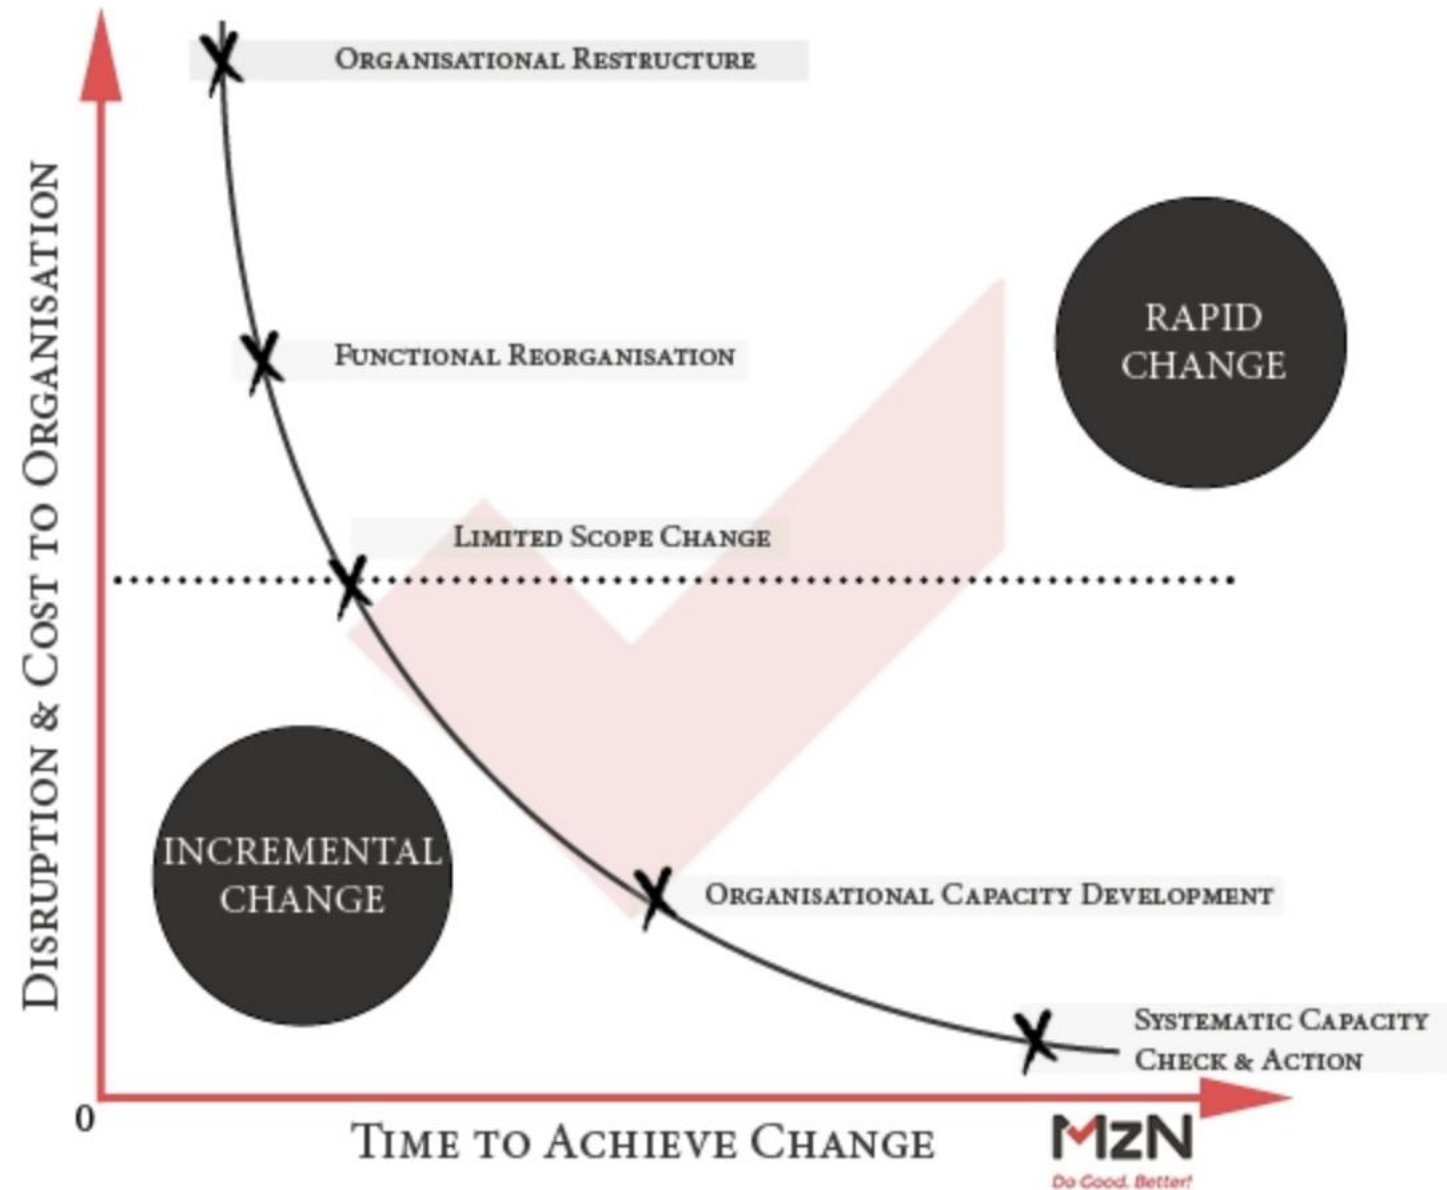 Organisational Restructure
Functional Reorganisation
RAPID
CHANGE
Limited Scope Change
INCREMENTAL
CHANGE
Organisational Capacity Development
Systematic Capacity
Check & Action
Disruption & Cost to Organisation
0
Time to Achieve Change
MzN
Do Good. Better!